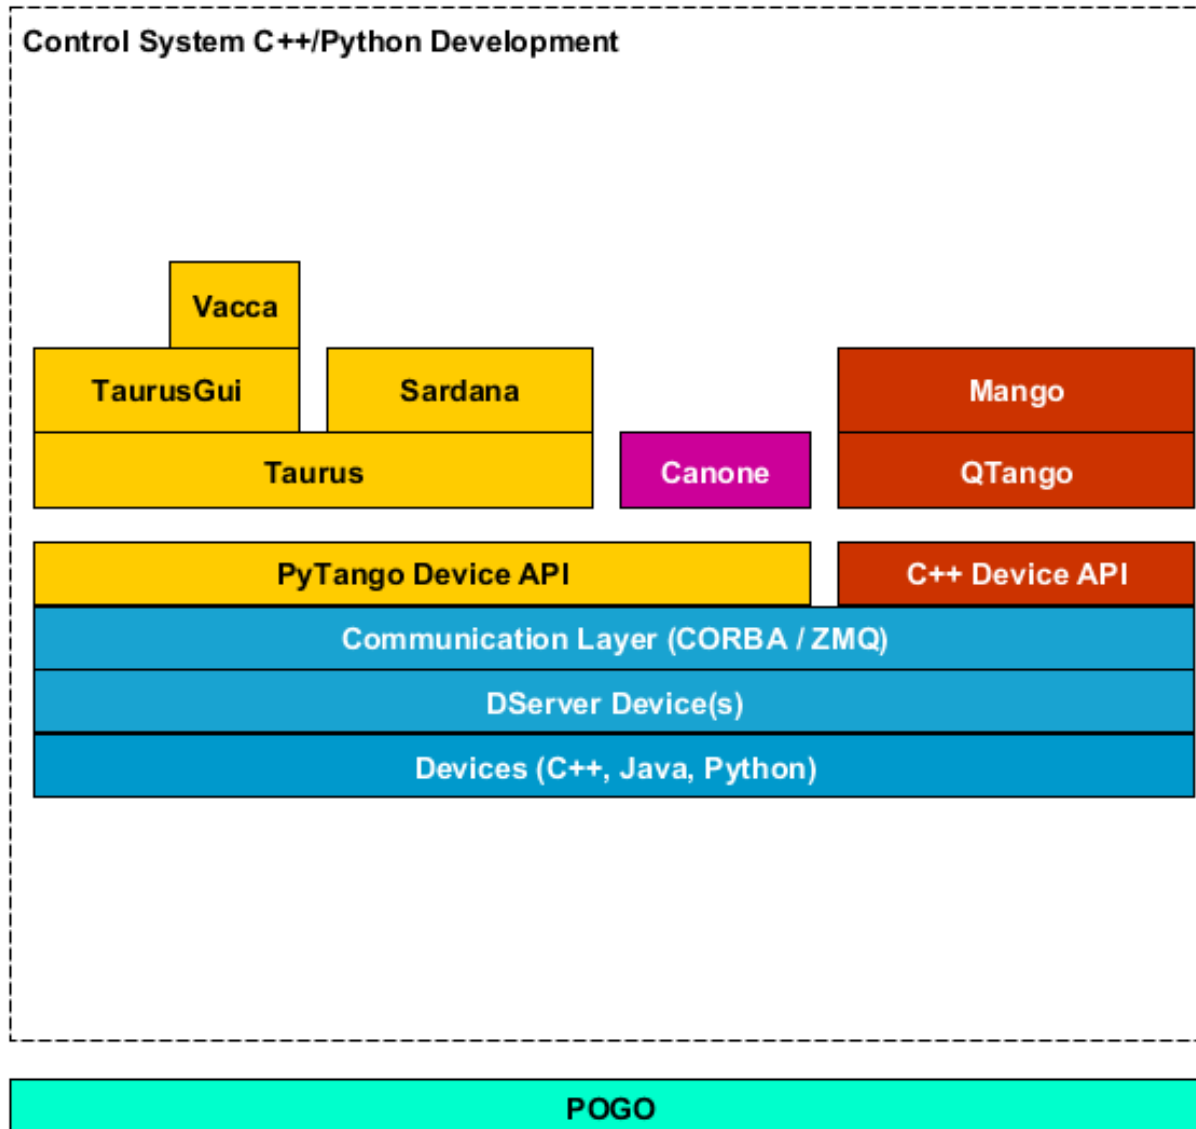 Control System C++/Python Development
Vacca
TaurusGui
Sardana
Mango
Taurus
Canone
QTango
PyTango Device API
C++ Device API
Communication Layer (CORBA / ZMQ)
DServer Device(s)
Devices (C++, Java, Python)
POGO